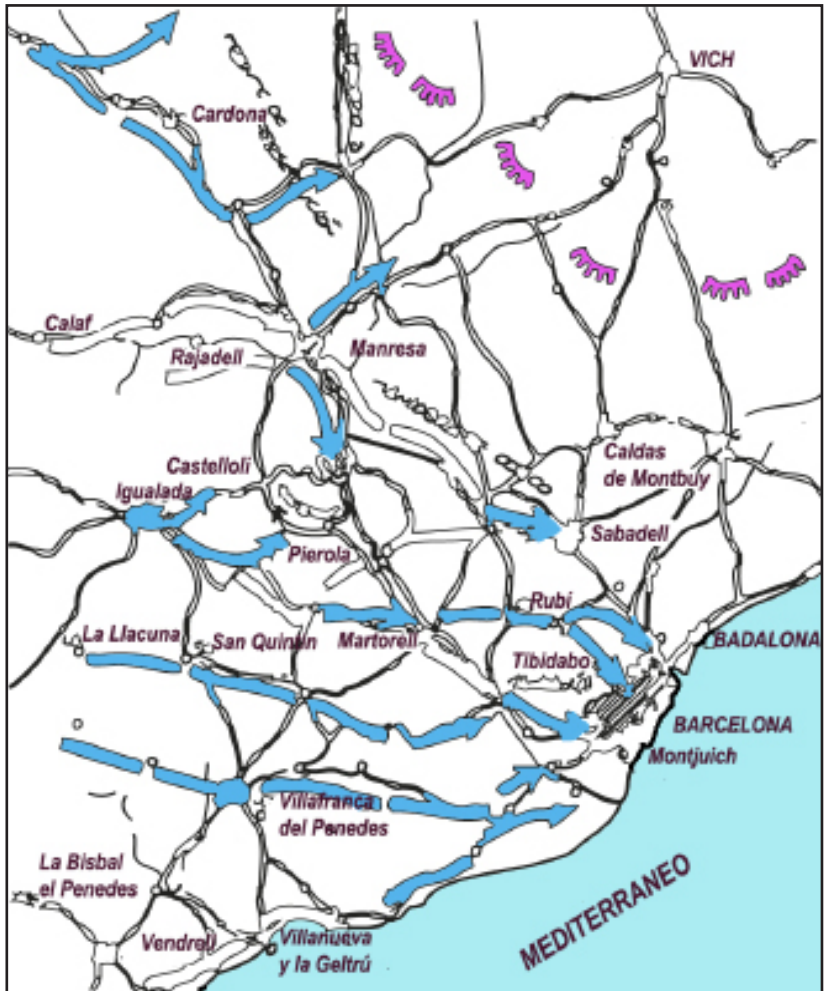 VICH
Cardona
Calaf
Rajadell
Manresa
Castellolí
Igualada
Caldas
de Montbuy
Sabadell
Pierola
Rubí
La Llacuna
San Quintín
Martorell
Tibidabo
BADALONA
BARCELONA
Montjuich
Villafranca
del Penedes
La Bisbal
el Penedes
MEDITERRANEO
Vendrell
Villanueva
y la Geltrú